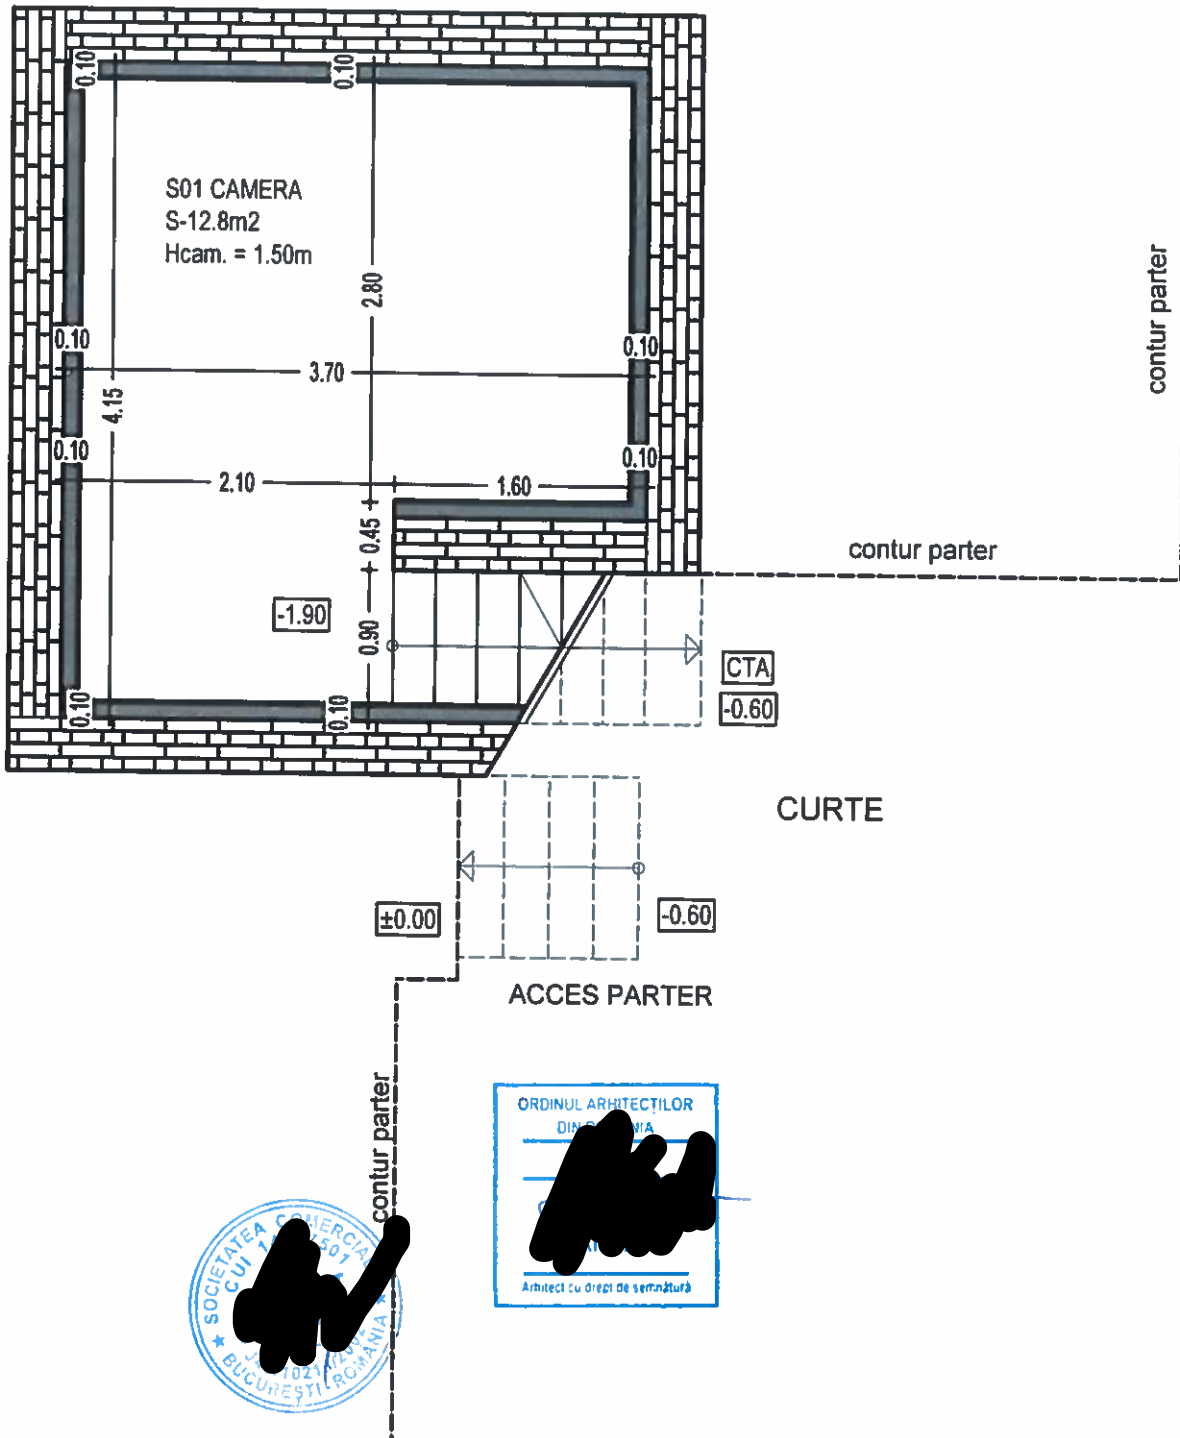 0.10
0.10
S01 CAMERA
S-12.8m2
Hcam. = 1.50m
2.80
contur parter
0.10
0.10
3.70
4.15
0.10
0.10
2.10
1.60
0.45
contur parter
-1.90
0.90
CTA
-0.60
0.10
0.10
CURTE
±0.00
-0.60
ACCES PARTER
contur parter
ORDINUL ARHITECȚILOR
DIN
Arhitect cu drept de semnătură
SOCIETATEA
CUI
BUCUREȘTI - ROMANIA